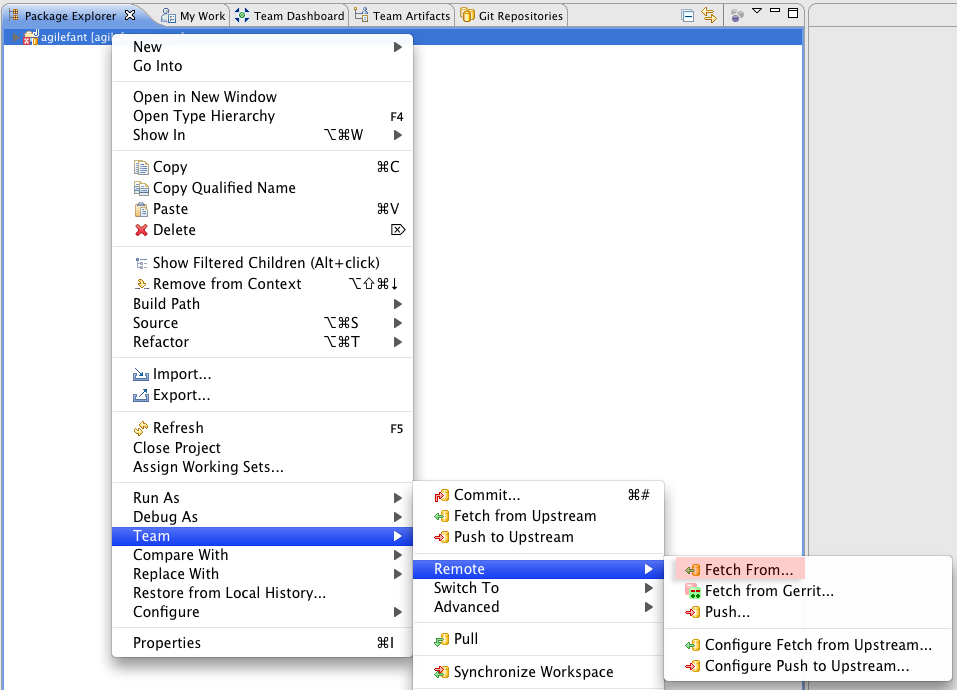 Package Explorer My Work Team Dashboard Team Artifacts Git Repositories
agilefant [agil
New
Go Into
Open in New Window
Open Type Hierarchy F4
Show In ⌥⌘W
Copy ⌘C
Copy Qualified Name
Paste ⌘V
Delete ⌦
Show Filtered Children (Alt+click)
Remove from Context ⌥⇧⌘↓
Build Path
Source ⌥⌘S
Refactor ⌥⌘T
Import...
Export...
Refresh F5
Close Project
Assign Working Sets...
Run As
Debug As
Team
Compare With
Replace With
Restore from Local History...
Configure
Properties ⌘I
Commit... ⌘#
Fetch from Upstream
Push to Upstream
Remote
Switch To
Advanced
Pull
Synchronize Workspace
Fetch From...
Fetch from Gerrit...
Push...
Configure Fetch from Upstream...
Configure Push to Upstream...